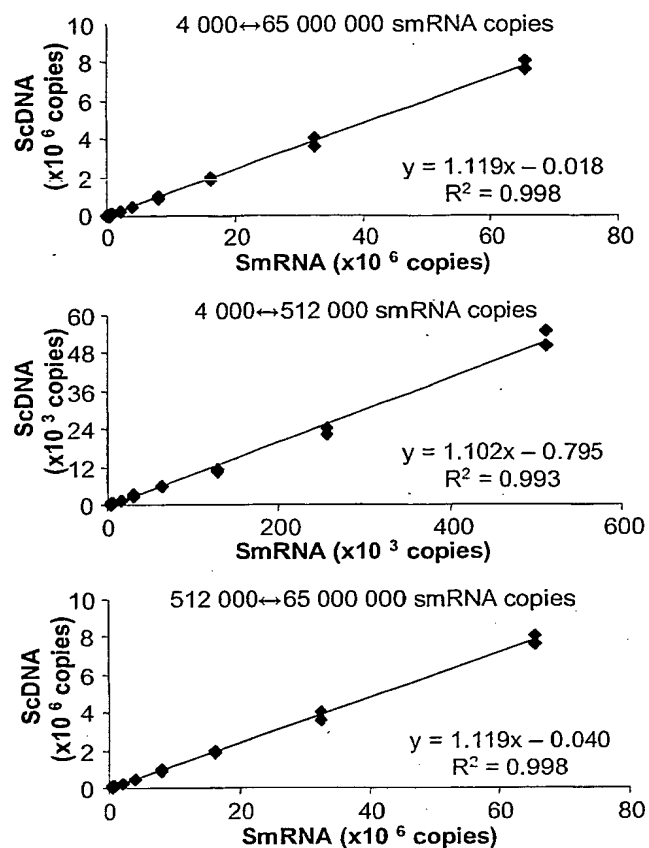 4 000↔65 000 000 smRNA copies
ScDNA
(x10 6 copies)
10
8
6
4
2
0
y = 1.119x – 0.018
R² = 0.998
0 20 40 60 80
SmRNA (x10 6 copies)
4 000↔512 000 smRNA copies
ScDNA
(x10 3 copies)
60
48
36
24
12
0
y = 1.102x – 0.795
R² = 0.993
0 200 400 600
SmRNA (x10 3 copies)
512 000↔65 000 000 smRNA copies
ScDNA
(x10 6 copies)
10
8
6
4
2
0
y = 1.119x – 0.040
R² = 0.998
0 20 40 60 80
SmRNA (x10 6 copies)